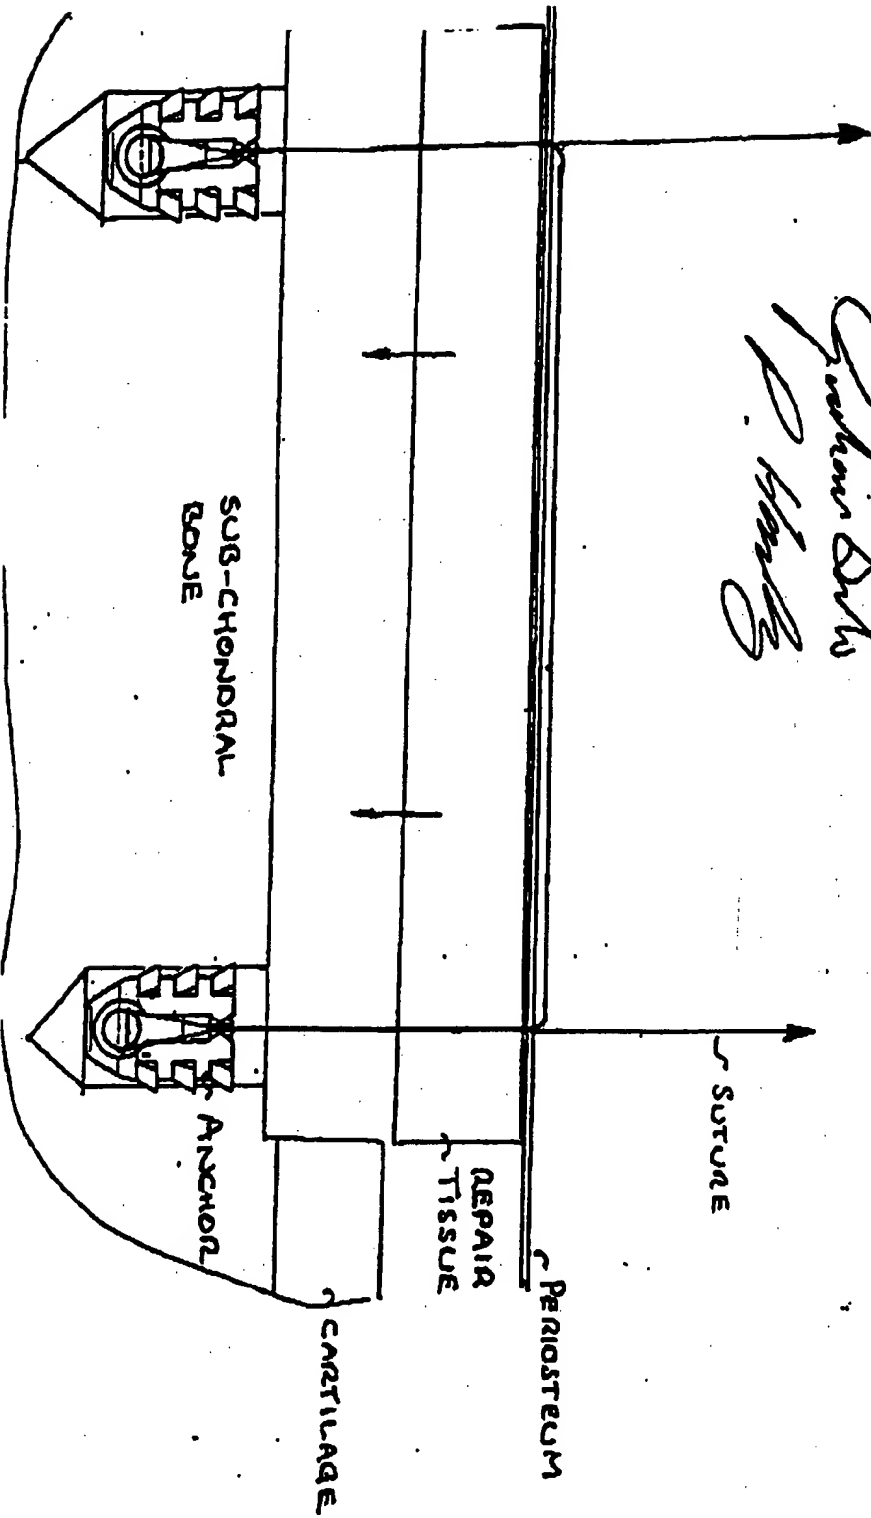 SUTURE
PERIOSTEUM
REPAIR
TISSUE
CARTILAGE
ANCHOR
SUB-CHONDRAL
BONE